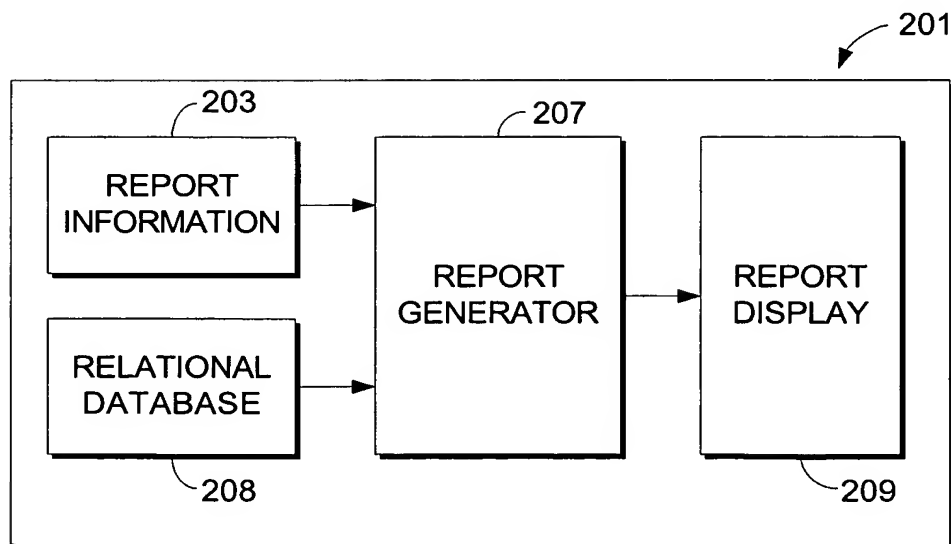 201
203
REPORT
INFORMATION
207
REPORT
GENERATOR
REPORT
DISPLAY
RELATIONAL
DATABASE
208
209